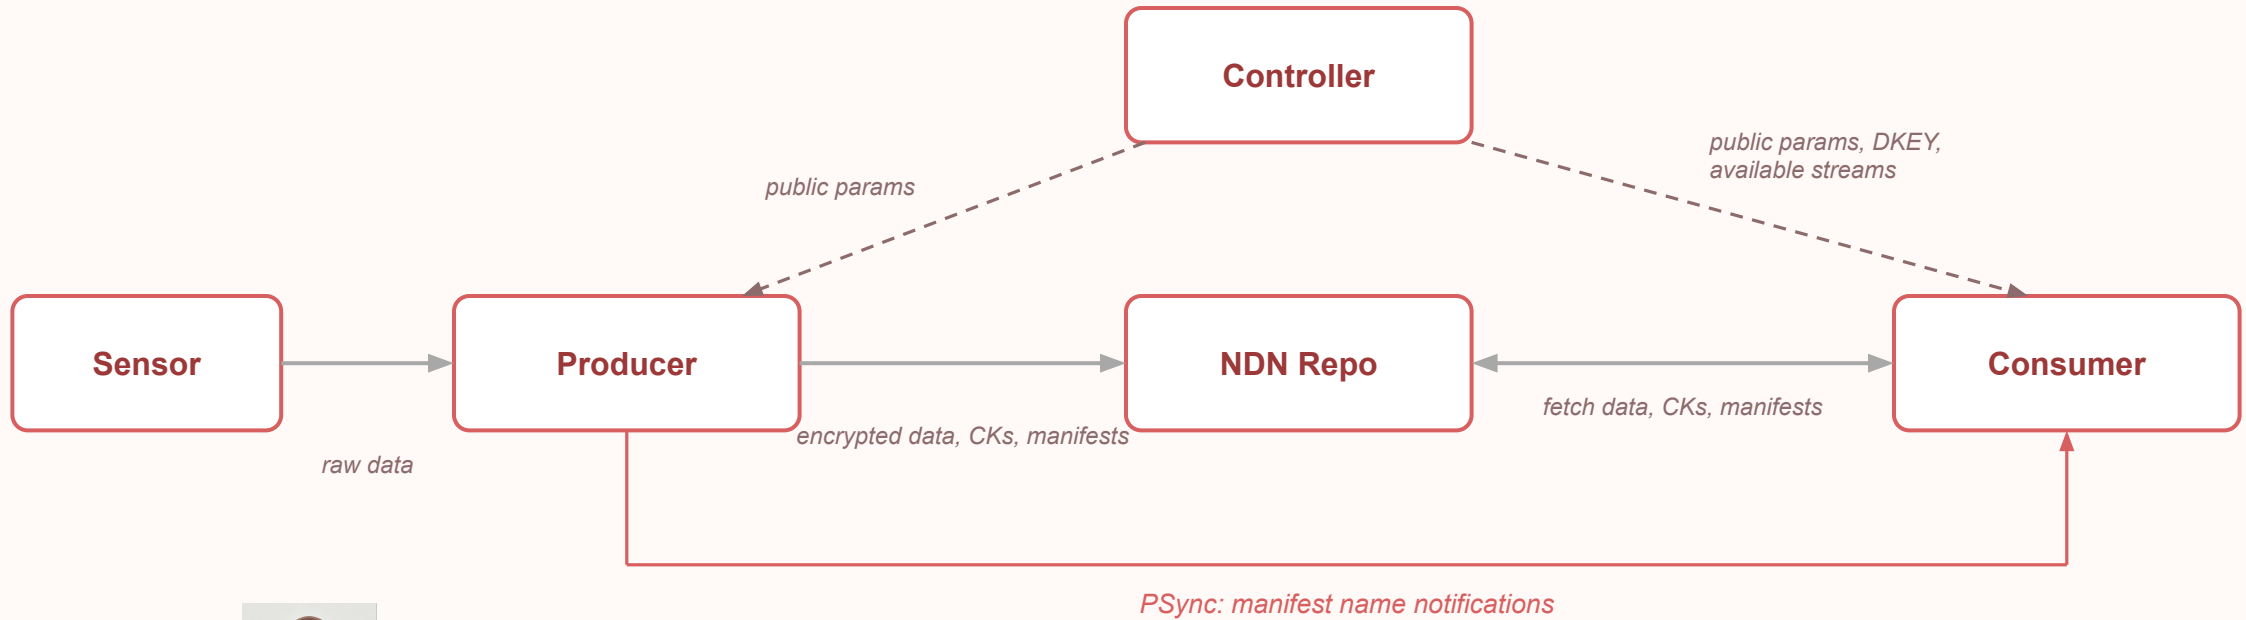 Controller
public params, DKEY,
available streams
public params
Sensor
Producer
NDN Repo
Consumer
fetch data, CKs, manifests
encrypted data, CKs, manifests
raw data
PSync: manifest name notifications